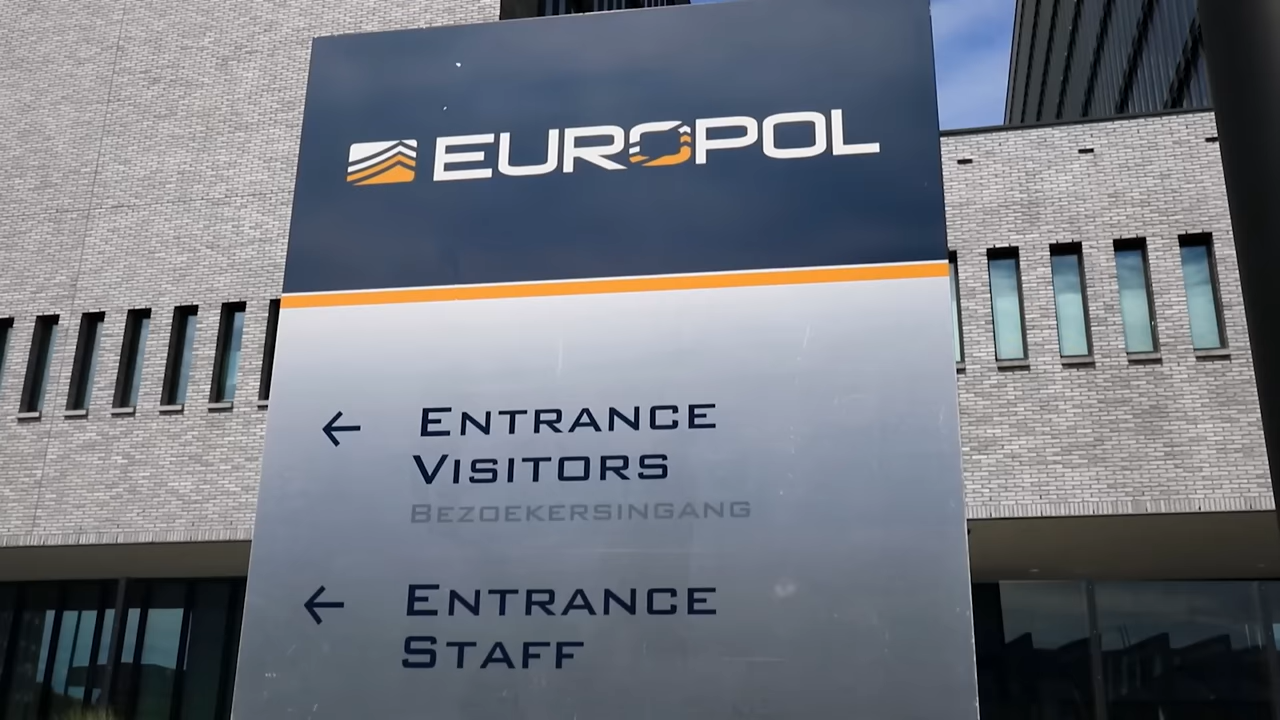 EUROPOL
← ENTRANCE
VISITORS
BEZOEKERSINGANG
← ENTRANCE
STAFF